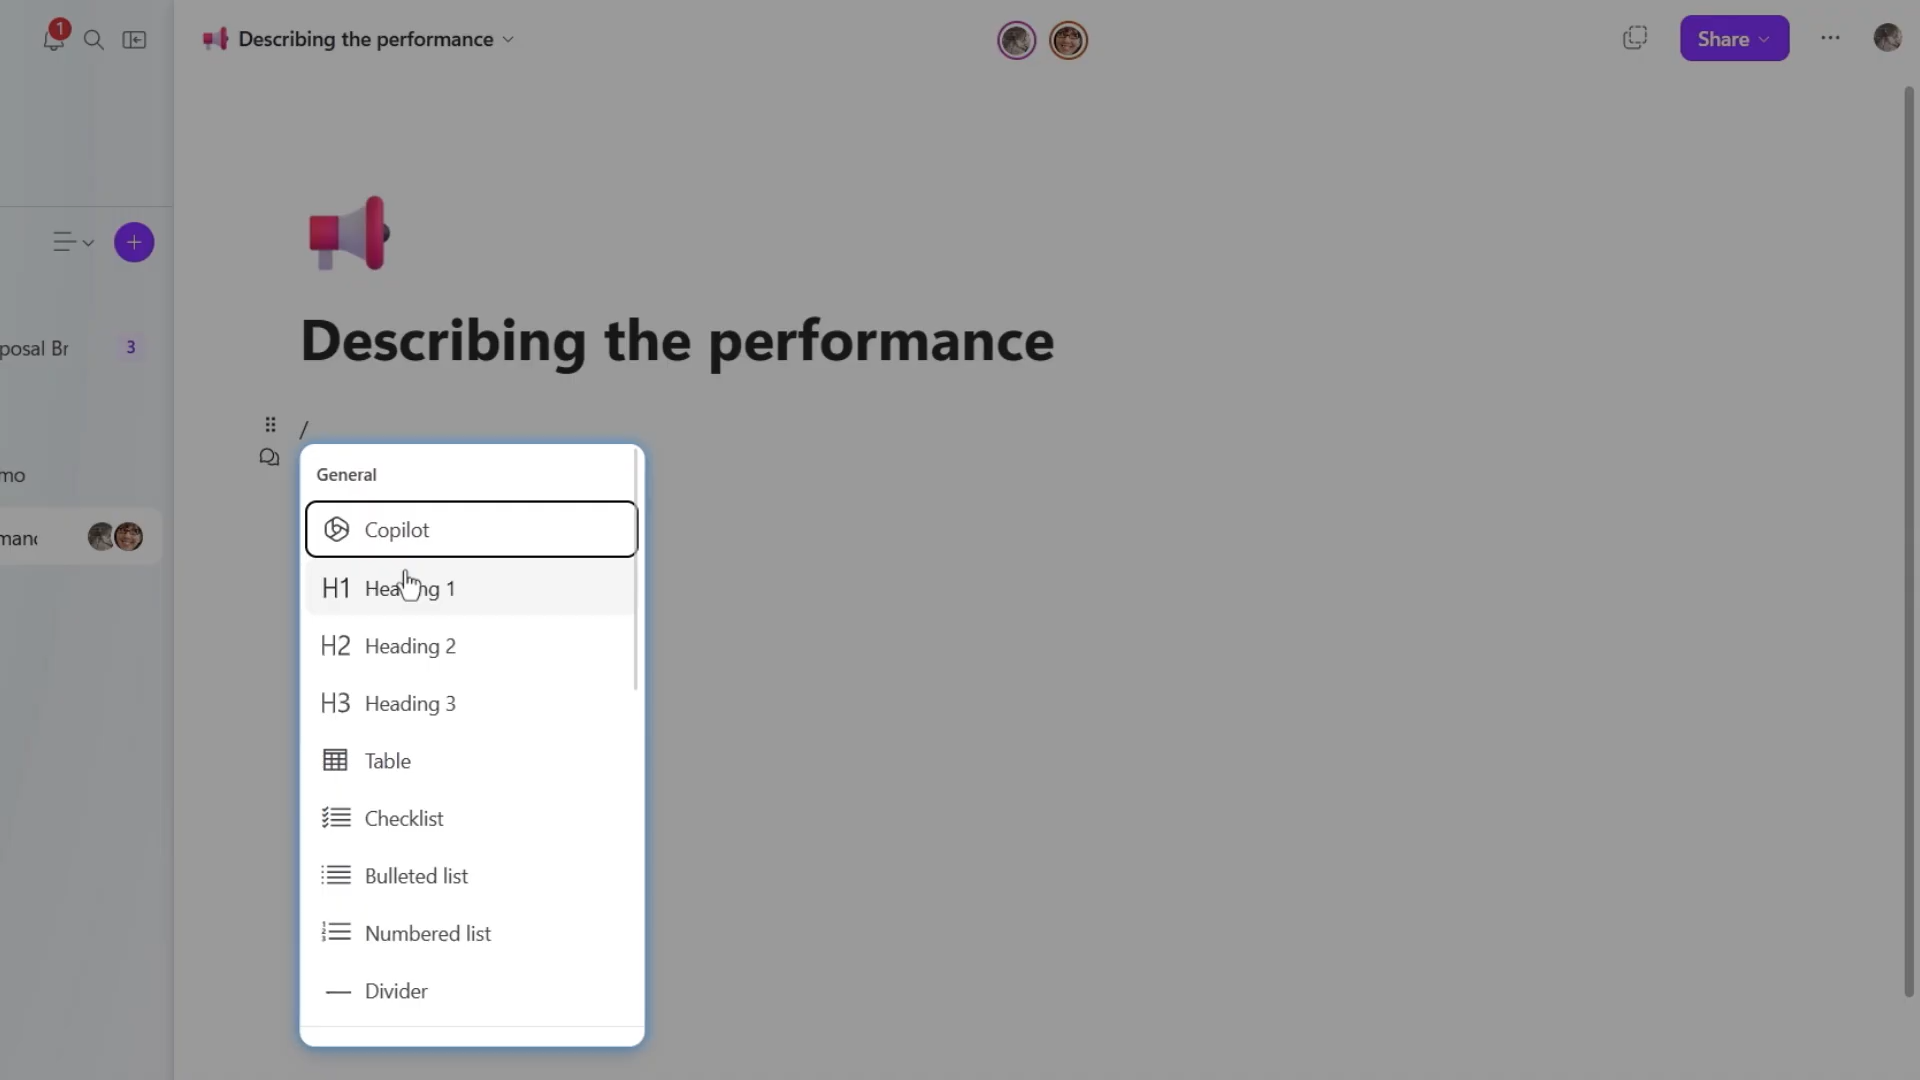 1
Describing the performance
Share
posal Br
3
mo
Describing the performance
/
General
Copilot
H1 Heading 1
H2 Heading 2
H3 Heading 3
Table
Checklist
Bulleted list
Numbered list
Divider